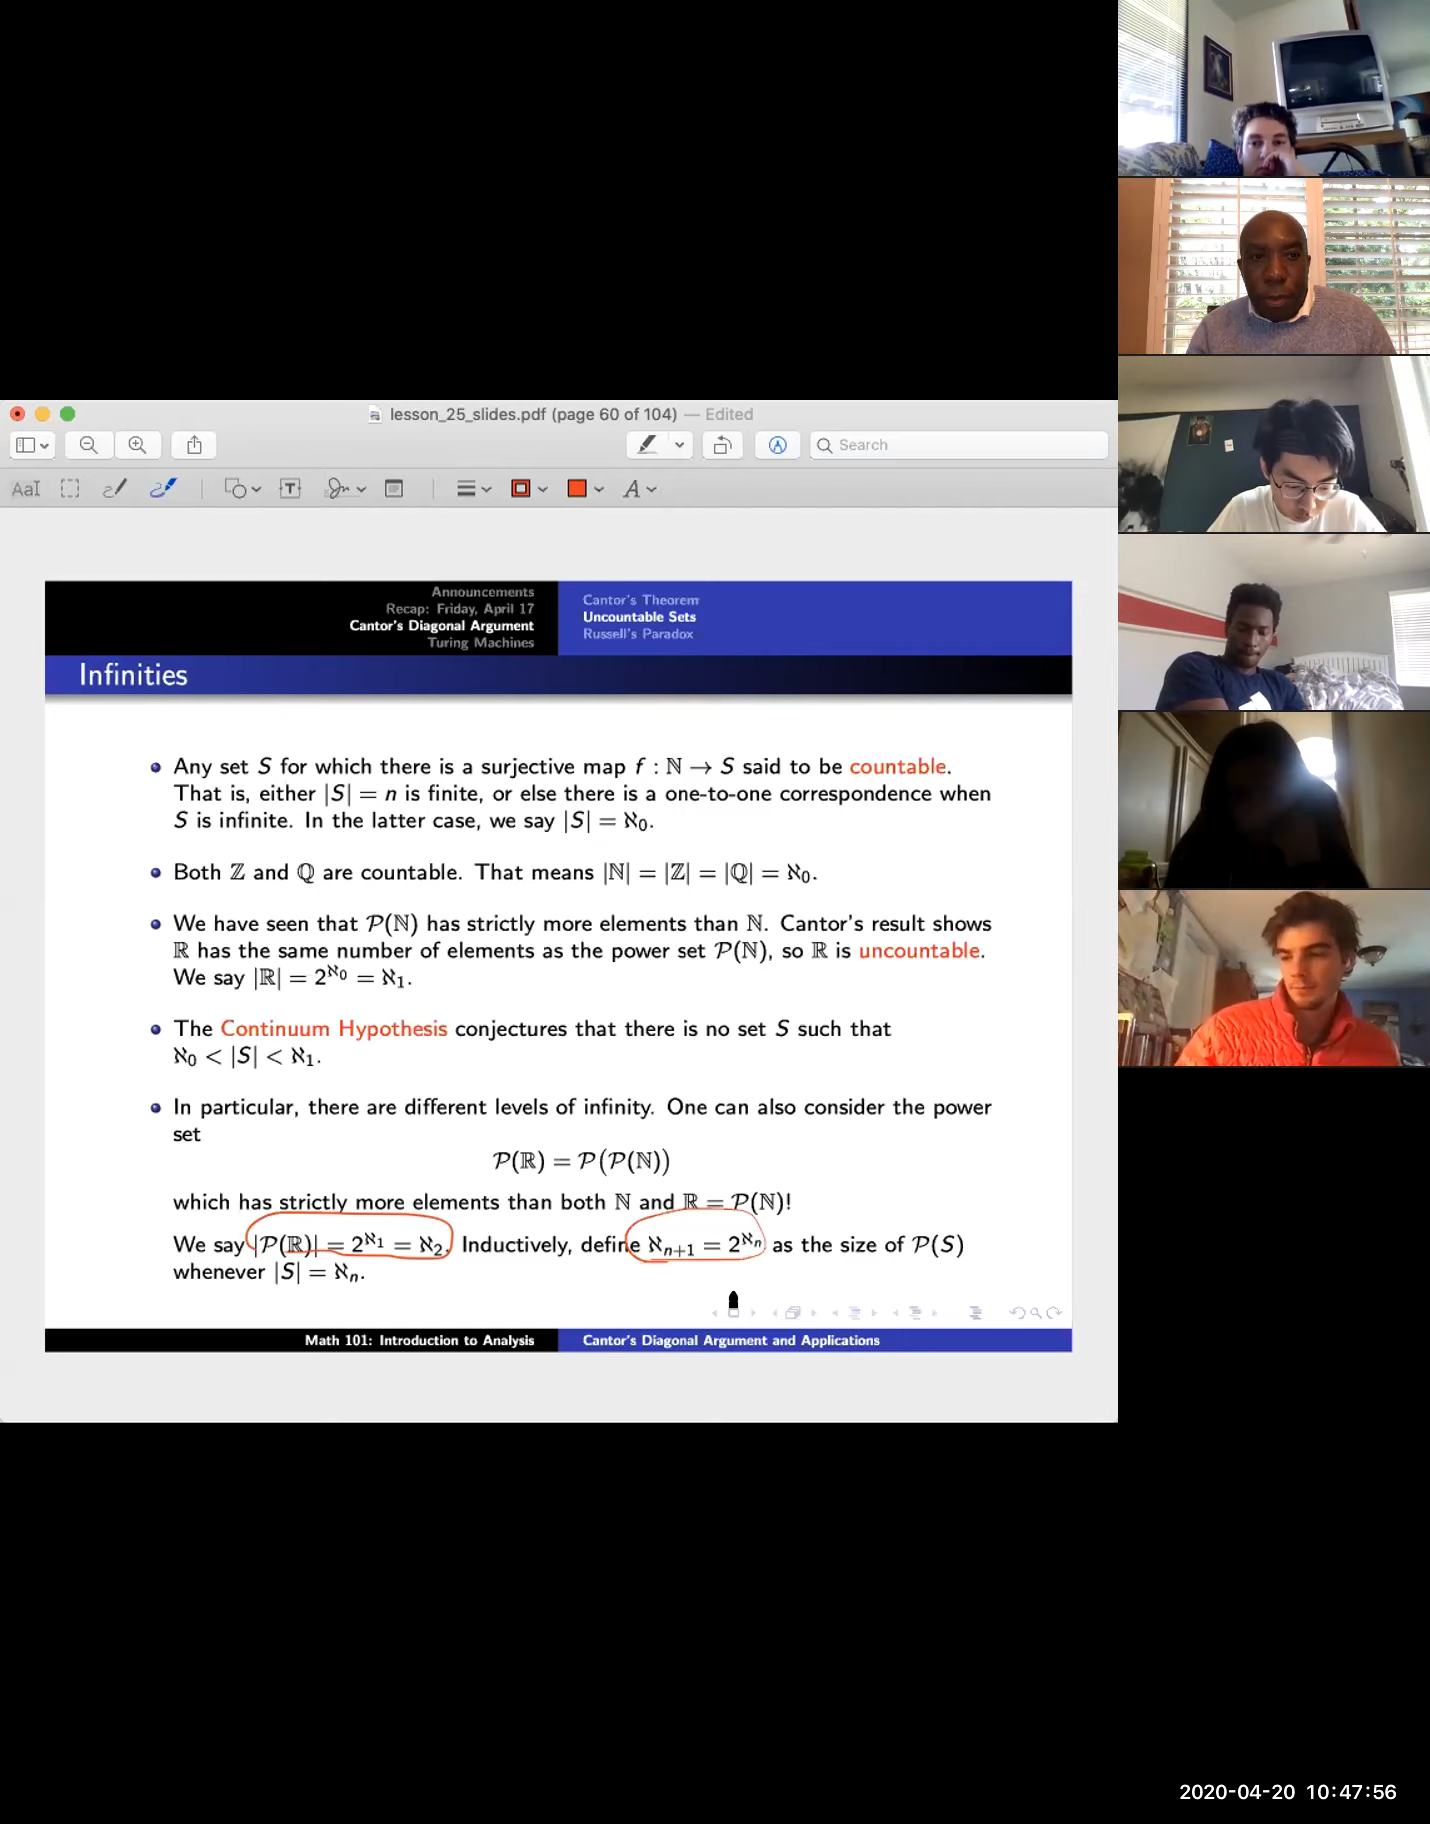 lesson_25_slides.pdf (page 60 of 104) — Edited
Search
AaI
T
A
Announcements
Recap: Friday, April 17
Cantor's Diagonal Argument
Turing Machines
Cantor's Theorem
Uncountable Sets
Russell's Paradox
Infinities
Any set S for which there is a surjective map f : ℕ → S said to be countable.
That is, either |S| = n is finite, or else there is a one-to-one correspondence when
S is infinite. In the latter case, we say |S| = ℵ₀.
Both ℤ and ℚ are countable. That means |ℕ| = |ℤ| = |ℚ| = ℵ₀.
We have seen that 𝒫(ℕ) has strictly more elements than ℕ. Cantor's result shows
ℝ has the same number of elements as the power set 𝒫(ℕ), so ℝ is uncountable.
We say |ℝ| = 2^ℵ₀ = ℵ₁.
The Continuum Hypothesis conjectures that there is no set S such that
ℵ₀ < |S| < ℵ₁.
In particular, there are different levels of infinity. One can also consider the power
set
𝒫(ℝ) = 𝒫(𝒫(ℕ))
which has strictly more elements than both ℕ and ℝ = 𝒫(ℕ)!
We say |𝒫(ℝ)| = 2^ℵ₁ = ℵ₂. Inductively, define ℵₙ₊₁ = 2^ℵₙ as the size of 𝒫(S)
whenever |S| = ℵₙ.
Math 101: Introduction to Analysis
Cantor's Diagonal Argument and Applications
2020-04-20 10:47:56